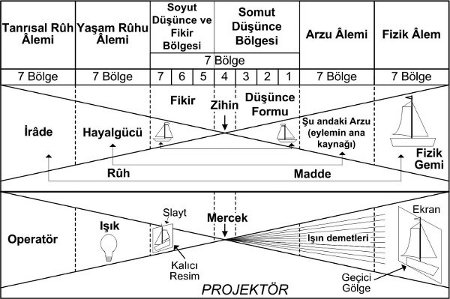 Tanrısal Rûh Âlemi
Yaşam Rûhu Âlemi
Soyut Düşünce ve Fikir Bölgesi
Somut Düşünce Bölgesi
Arzu Âlemi
Fizik Âlem
7 Bölge
7 Bölge
7 Bölge
7 Bölge
7 Bölge
7 6 5 4 3 2 1
Fikir
Zihin
Düşünce Formu
İrâde
Hayalgücü
Şu andaki Arzu
(eylemin ana
kaynağı)
Fizik
Gemi
Rûh
Madde
Operatör
Işık
Slayt
Kalıcı
Resim
Mercek
Işın demetleri
Ekran
Geçici
Gölge
PROJEKTÖR